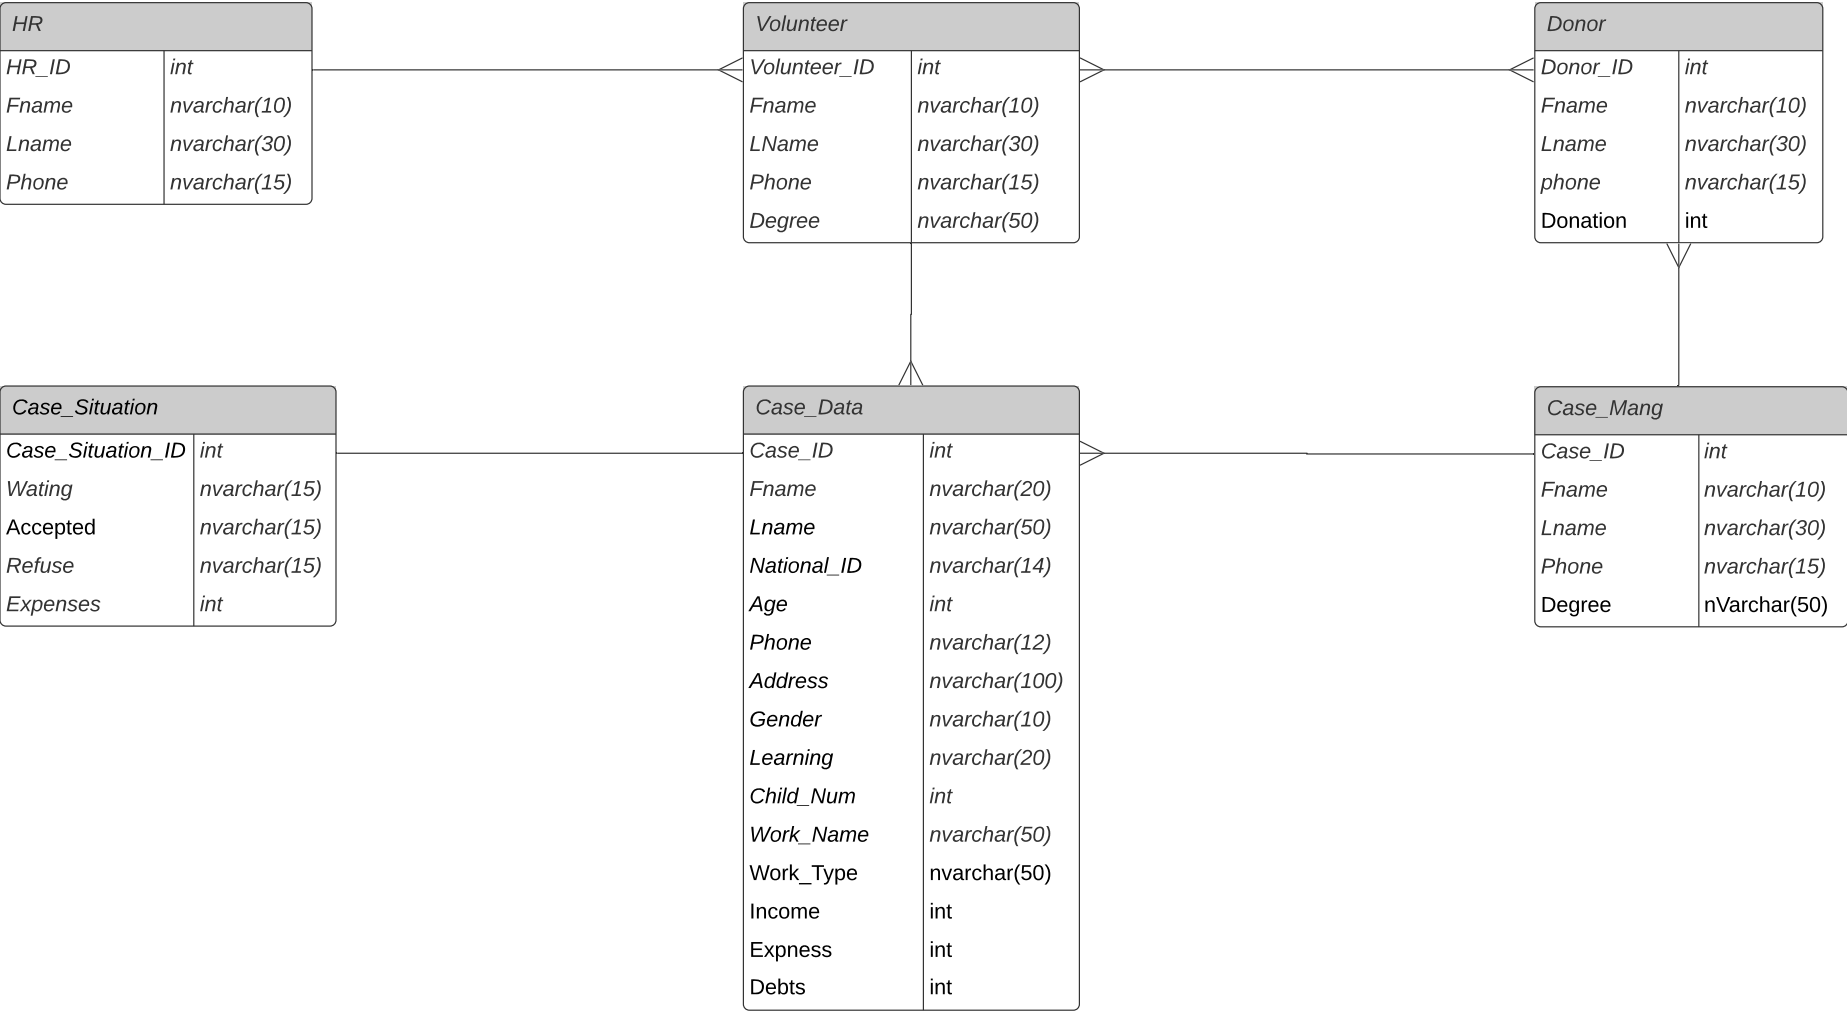 HR
HR_ID int
Fname nvarchar(10)
Lname nvarchar(30)
Phone nvarchar(15)
Volunteer
Volunteer_ID int
Fname nvarchar(10)
LName nvarchar(30)
Phone nvarchar(15)
Degree nvarchar(50)
Donor
Donor_ID int
Fname nvarchar(10)
Lname nvarchar(30)
phone nvarchar(15)
Donation int
Case_Situation
Case_Situation_ID int
Wating nvarchar(15)
Accepted nvarchar(15)
Refuse nvarchar(15)
Expenses int
Case_Data
Case_ID int
Fname nvarchar(20)
Lname nvarchar(50)
National_ID nvarchar(14)
Age int
Phone nvarchar(12)
Address nvarchar(100)
Gender nvarchar(10)
Learning nvarchar(20)
Child_Num int
Work_Name nvarchar(50)
Work_Type nvarchar(50)
Income int
Expness int
Debts int
Case_Mang
Case_ID int
Fname nvarchar(10)
Lname nvarchar(30)
Phone nvarchar(15)
Degree nVarchar(50)